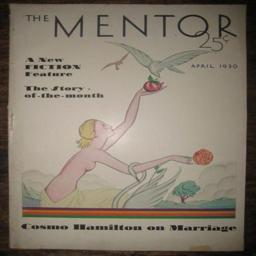 THE MENTOR
25¢
APRIL 1930
A New
FICTION
Feature
The Story-
of-the-month
Cosmo Hamilton on Marriage